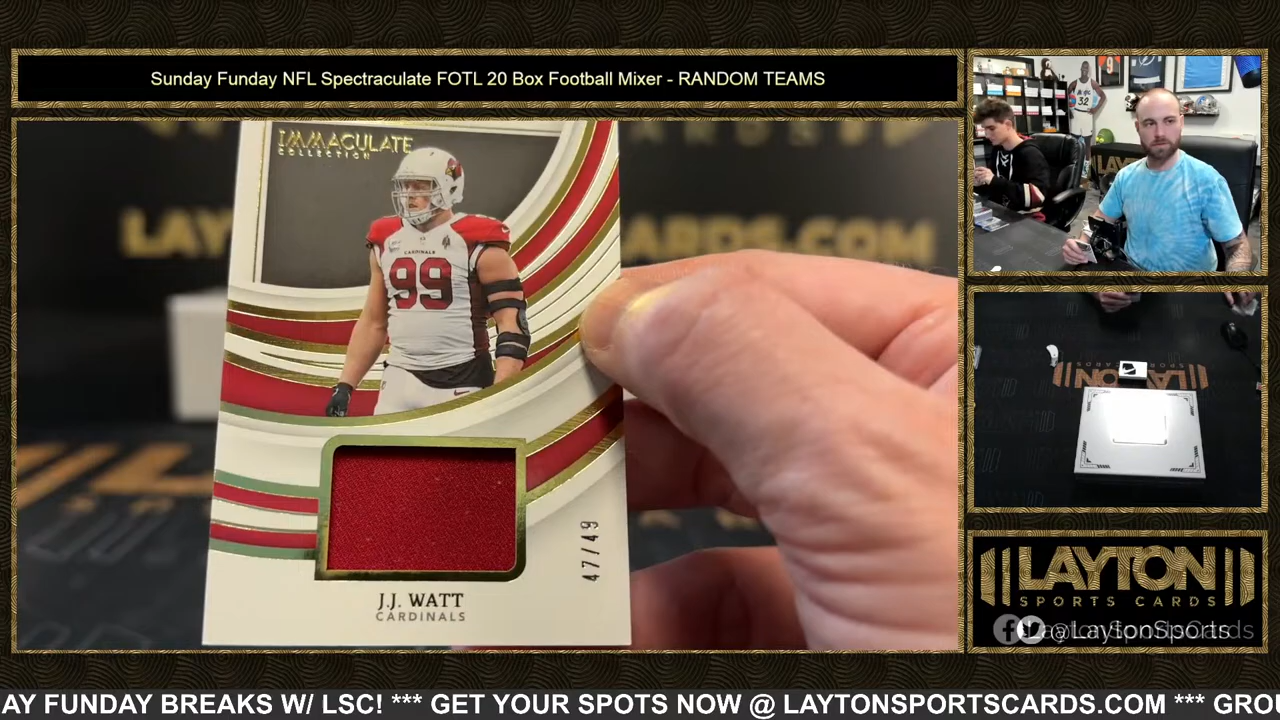 Sunday Funday NFL Spectraculate FOTL 20 Box Football Mixer - RANDOM TEAMS
IMMACULATE
COLLECTION
CARDINALS
99
47/49
J.J. WATT
CARDINALS
32
LAYTON
SPORTS CARDS
@LaytonSports
AY FUNDAY BREAKS W/ LSC! *** GET YOUR SPOTS NOW @ LAYTONSPORTSCARDS.COM *** GROU